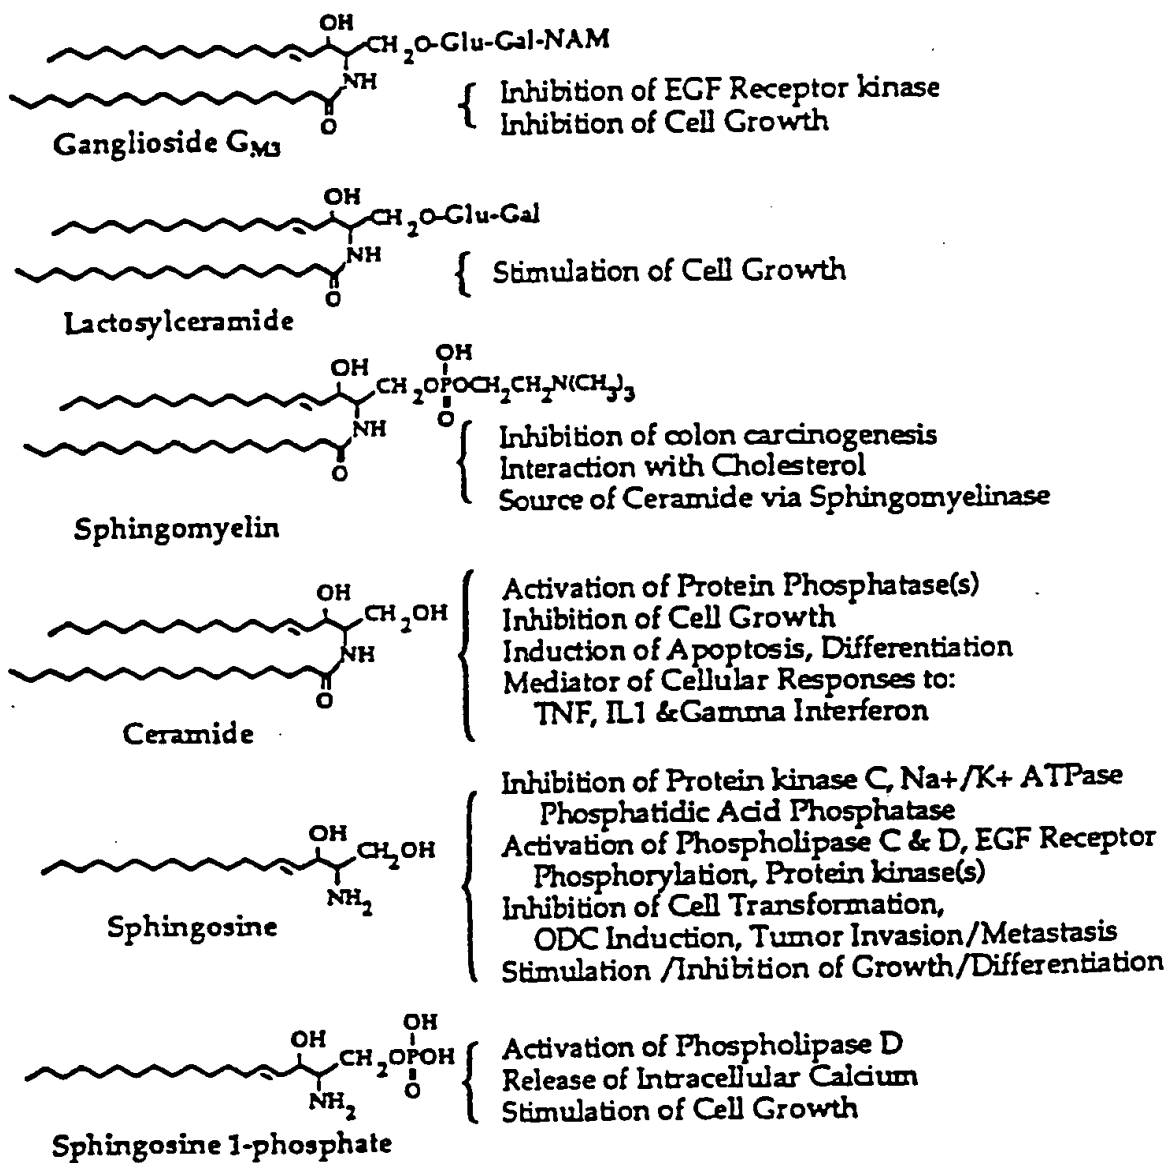 OH
CH2O-Glu-Gal-NAM
NH
O
Ganglioside GM3
{ Inhibition of EGF Receptor kinase
Inhibition of Cell Growth
OH
CH2O-Glu-Gal
NH
O
Lactosylceramide
{ Stimulation of Cell Growth
OH
OH
CH2OPOCH2CH2N(CH3)3
O
NH
O
Sphingomyelin
{ Inhibition of colon carcinogenesis
Interaction with Cholesterol
Source of Ceramide via Sphingomyelinase
OH
CH2OH
NH
O
Ceramide
{ Activation of Protein Phosphatase(s)
Inhibition of Cell Growth
Induction of Apoptosis, Differentiation
Mediator of Cellular Responses to:
TNF, IL1 &Gamma Interferon
OH
CH2OH
NH2
Sphingosine
{ Inhibition of Protein kinase C, Na+/K+ ATPase
Phosphatidic Acid Phosphatase
Activation of Phospholipase C & D, EGF Receptor
Phosphorylation, Protein kinase(s)
Inhibition of Cell Transformation,
ODC Induction, Tumor Invasion/Metastasis
Stimulation /Inhibition of Growth/Differentiation
OH
OH
CH2OPOH
O
NH2
Sphingosine 1-phosphate
{ Activation of Phospholipase D
Release of Intracellular Calcium
Stimulation of Cell Growth